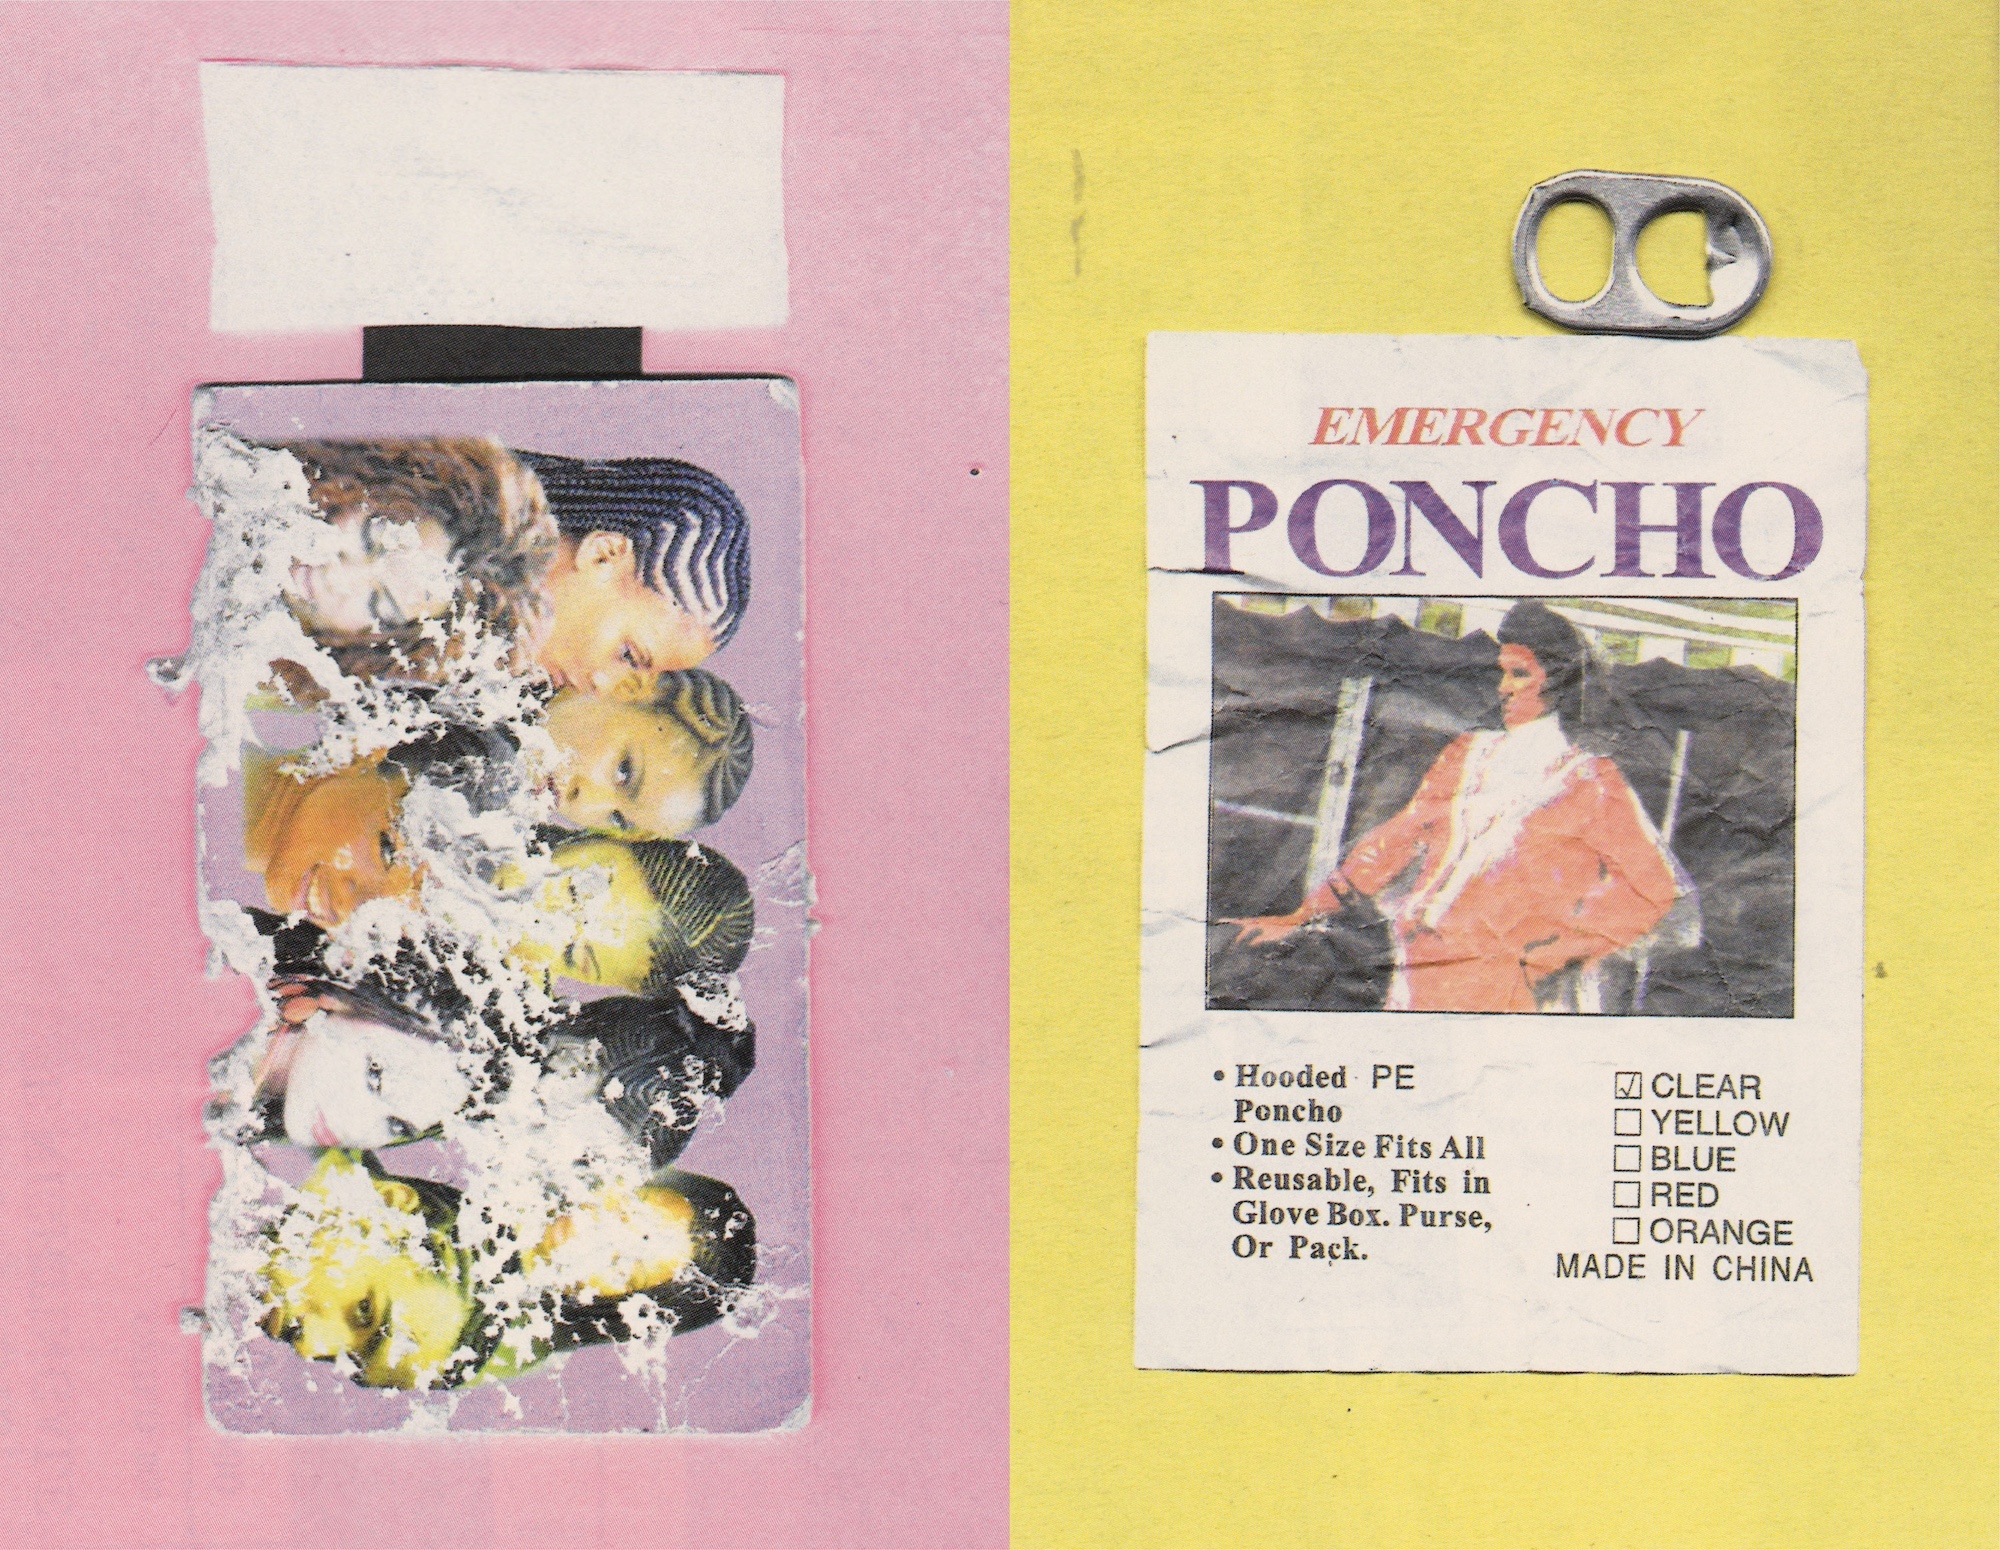 EMERGENCY
PONCHO
• Hooded PE
Poncho
• One Size Fits All
• Reusable, Fits in
Glove Box. Purse,
Or Pack.
☑ CLEAR
☐ YELLOW
☐ BLUE
☐ RED
☐ ORANGE
MADE IN CHINA